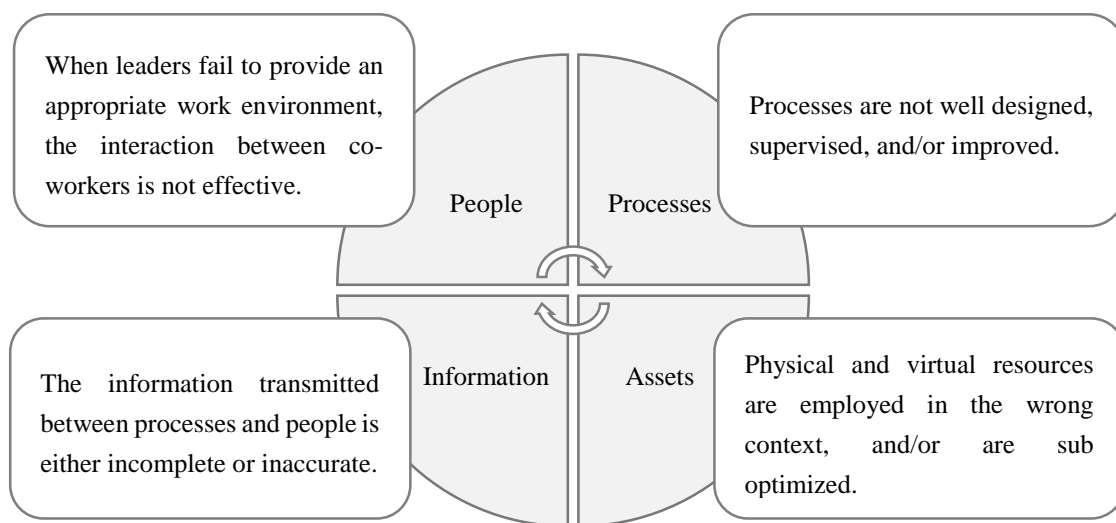 When leaders fail to provide an
appropriate work environment,
the interaction between co-
workers is not effective.
Processes are not well designed,
supervised, and/or improved.
People
Processes
Information
Assets
The information transmitted
between processes and people is
either incomplete or inaccurate.
Physical and virtual resources
are employed in the wrong
context, and/or are sub
optimized.